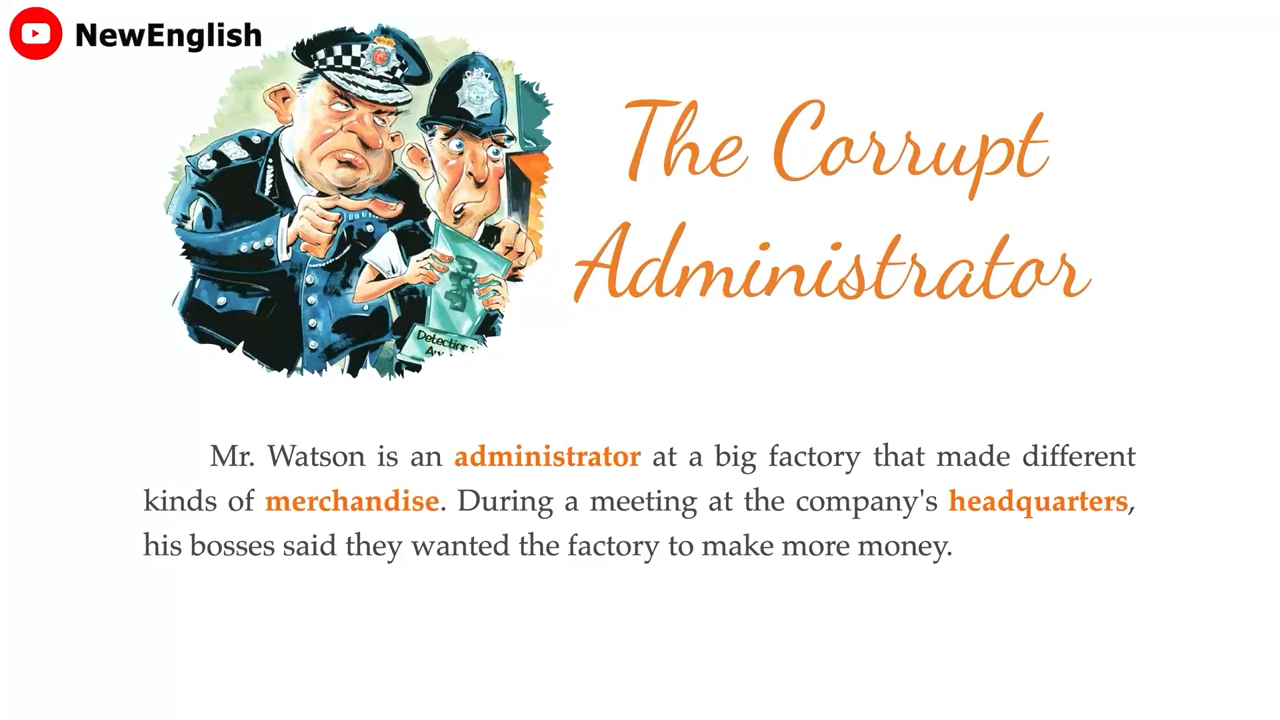 NewEnglish
The Corrupt
Administrator
Detection
Mr. Watson is an administrator at a big factory that made different
kinds of merchandise. During a meeting at the company's headquarters,
his bosses said they wanted the factory to make more money.